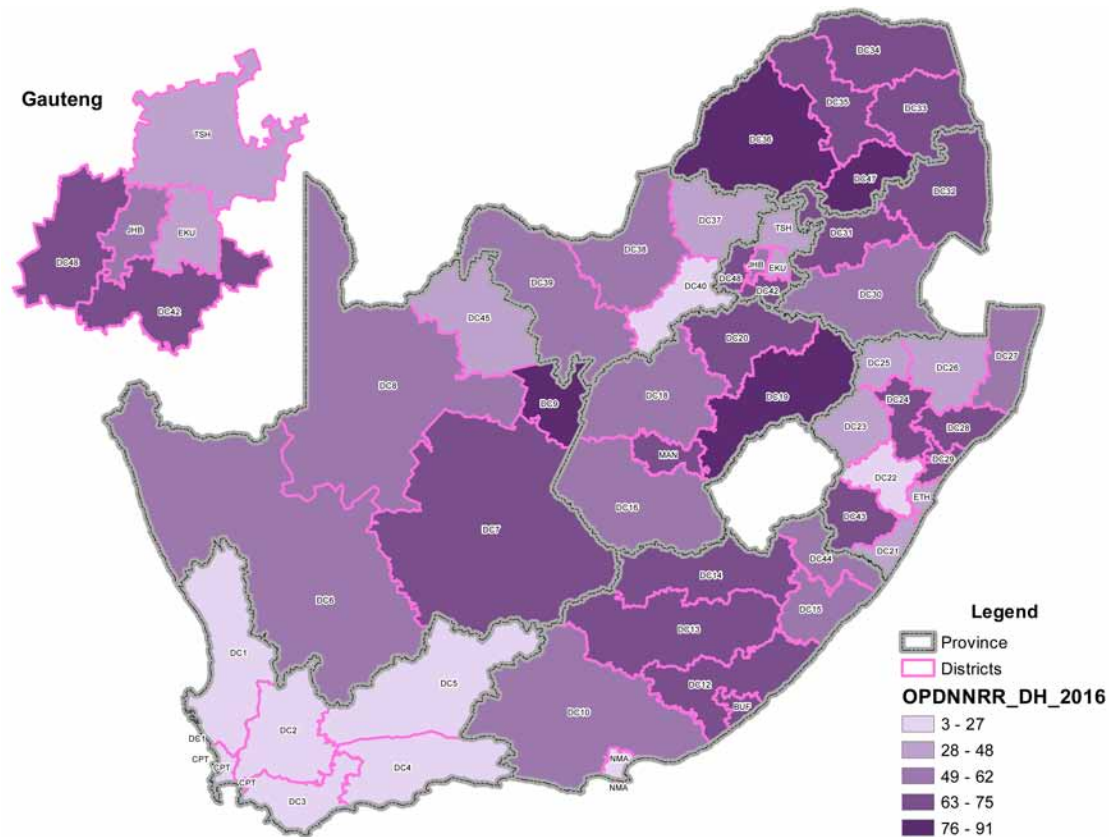 Gauteng
TSH
JHB
EKU
DC48
DC42
DC34
DC35
DC33
DC36
DC47
DC32
DC37
TSH
DC31
DC38
JHB
EKU
DC48
DC42
DC40
DC30
DC39
DC45
DC20
DC25
DC26
DC27
DC8
DC9
DC18
DC19
DC24
DC23
DC28
MAN
DC29
DC22
ETH
DC16
DC43
DC7
DC21
DC44
DC14
DC15
DC6
DC13
DC1
DC5
DC12
BUF
DC10
DC2
DC1
CPT
CPT
CPT
DC4
DC3
NMA
NMA
Legend
Province
Districts
OPDNNRR_DH_2016
3 - 27
28 - 48
49 - 62
63 - 75
76 - 91